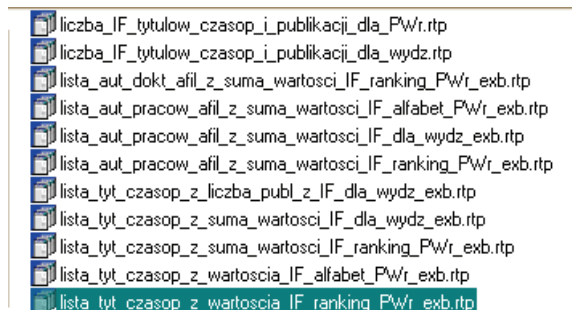 liczba_IF_tytulow_czasop_i_publikacji_dla_PWr.rtp
liczba_IF_tytulow_czasop_i_publikacji_dla_wydz.rtp
lista_aut_dokt_afil_z_suma_wartosci_IF_ranking_PWr_exb.rtp
lista_aut_pracow_afil_z_suma_wartosci_IF_alfabet_PWr_exb.rtp
lista_aut_pracow_afil_z_suma_wartosci_IF_dla_wydz_exb.rtp
lista_aut_pracow_afil_z_suma_wartosci_IF_ranking_PWr_exb.rtp
lista_tyt_czasop_z_liczba_publ_z_IF_dla_wydz_exb.rtp
lista_tyt_czasop_z_suma_wartosci_IF_dla_wydz_exb.rtp
lista_tyt_czasop_z_suma_wartosci_IF_ranking_PWr_exb.rtp
lista_tyt_czasop_z_wartoscia_IF_alfabet_PWr_exb.rtp
lista_tyt_czasop_z_wartoscia_IF_ranking_PWr_exb.rtp